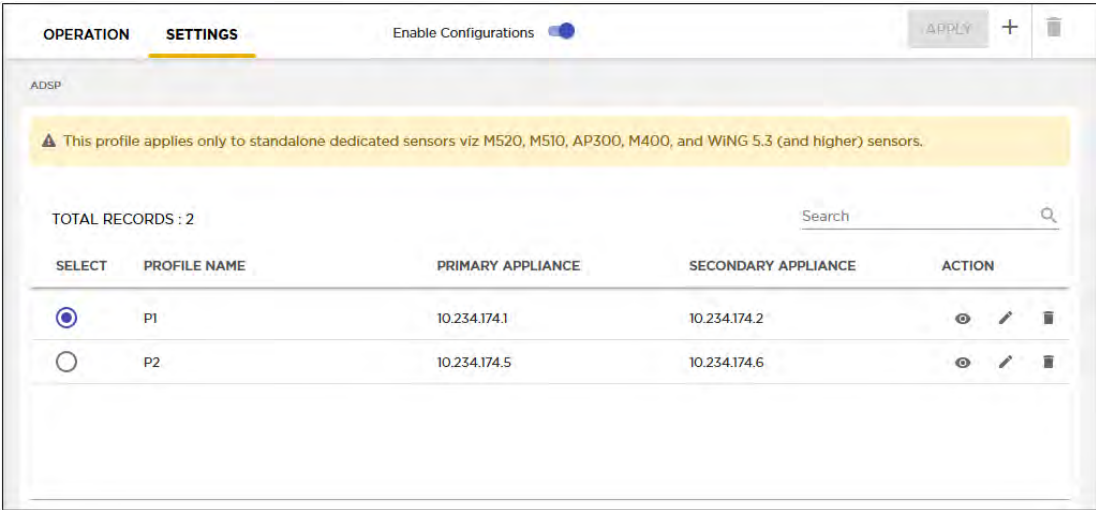 OPERATION SETTINGS Enable Configurations APPLY
ADSP
This profile applies only to standalone dedicated sensors viz M520, M510, AP300, M400, and WiNG 5.3 (and higher) sensors.
TOTAL RECORDS : 2 Search
SELECT PROFILE NAME PRIMARY APPLIANCE SECONDARY APPLIANCE ACTION
P1 10.234.174.1 10.234.174.2
P2 10.234.174.5 10.234.174.6